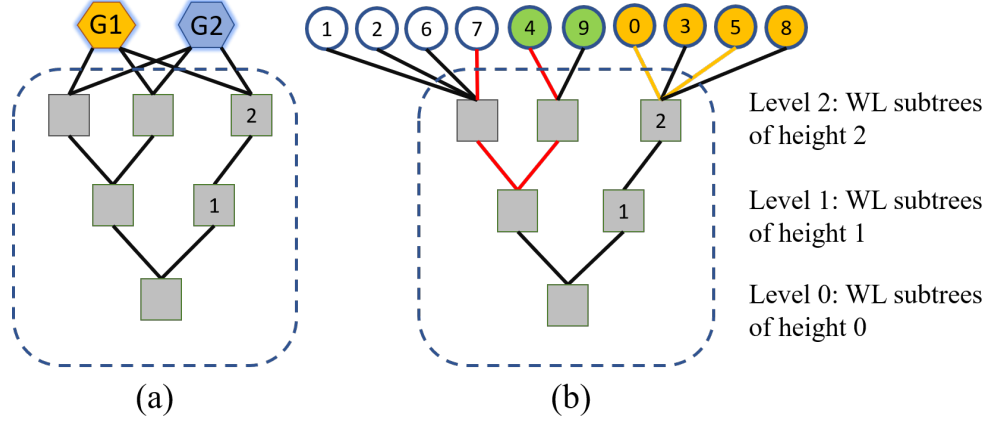 G1 G2
2
1
(a)
1 2 6 7 4 9 0 3 5 8
2
1
(b)
Level 2: WL subtrees
of height 2
Level 1: WL subtrees
of height 1
Level 0: WL subtrees
of height 0